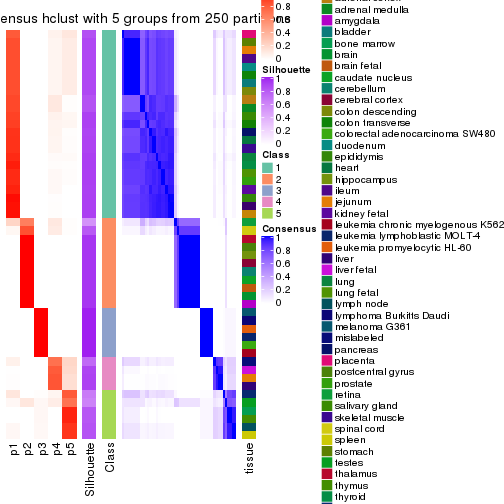 ensus hclust with 5 groups from 250 parti
0.8
0.6
0.4
0.2
0
Silhouette
1
0.8
0.6
0.4
0.2
0
Class
1
2
3
4
5
Consensus
1
0.8
0.6
0.4
0.2
0
adrenal medulla
amygdala
bladder
bone marrow
brain
brain fetal
caudate nucleus
cerebellum
cerebral cortex
colon descending
colon transverse
colorectal adenocarcinoma SW480
duodenum
epididymis
heart
hippocampus
ileum
jejunum
kidney fetal
leukemia chronic myelogenous K562
leukemia lymphoblastic MOLT-4
leukemia promyelocytic HL-60
liver
liver fetal
lung
lung fetal
lymph node
lymphoma Burkitts Daudi
melanoma G361
mislabeled
pancreas
placenta
postcentral gyrus
prostate
retina
salivary gland
skeletal muscle
spinal cord
spleen
stomach
testes
thalamus
thymus
thyroid
p1
p2
p3
p4
p5
Silhouette
Class
tissue